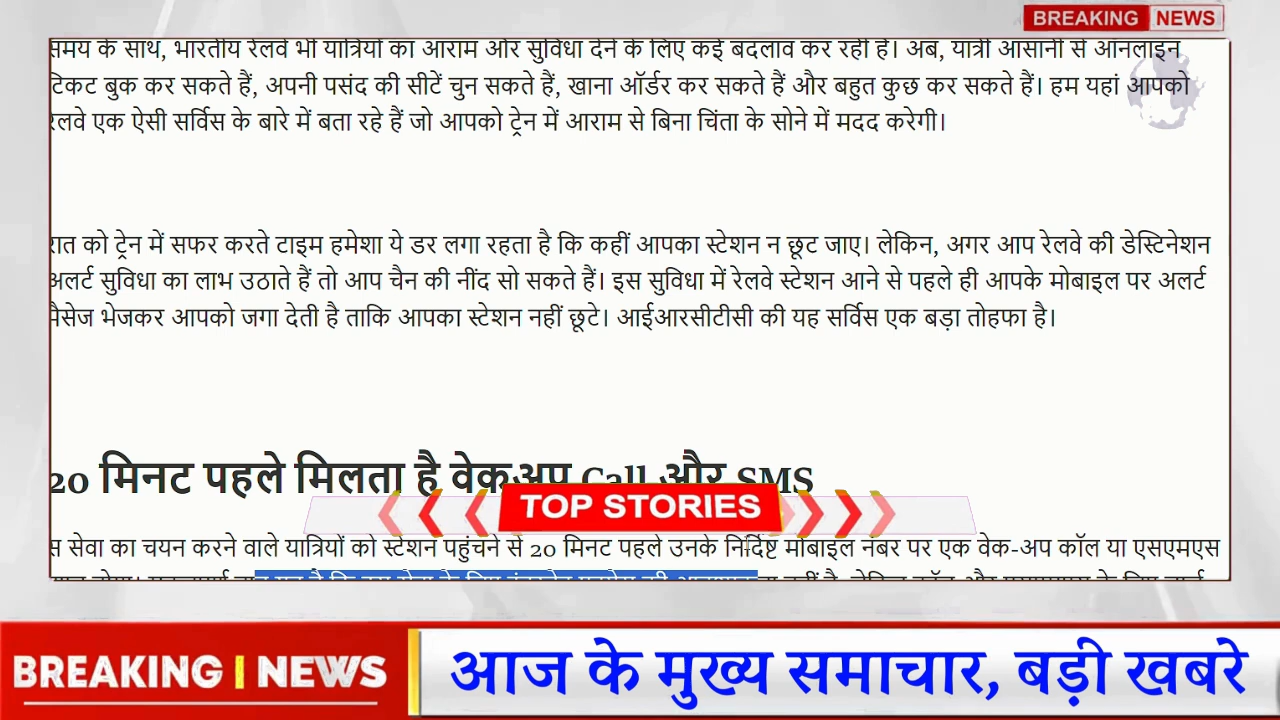 BREAKING NEWS
समय के साथ, भारतीय रेलवे भी यात्रियों को आराम और सुविधा देने के लिए कई बदलाव कर रही है। अब, यात्री आसानी से ऑनलाइन
टिकट बुक कर सकते हैं, अपनी पसंद की सीटें चुन सकते हैं, खाना ऑर्डर कर सकते हैं और बहुत कुछ कर सकते हैं। हम यहां आपको
रेलवे एक ऐसी सर्विस के बारे में बता रहे हैं जो आपको ट्रेन में आराम से बिना चिंता के सोने में मदद करेगी।
रात को ट्रेन में सफर करते टाइम हमेशा ये डर लगा रहता है कि कहीं आपका स्टेशन न छूट जाए। लेकिन, अगर आप रेलवे की डेस्टिनेशन
अलर्ट सुविधा का लाभ उठाते हैं तो आप चैन की नींद सो सकते हैं। इस सुविधा में रेलवे स्टेशन आने से पहले ही आपके मोबाइल पर अलर्ट
मैसेज भेजकर आपको जगा देती है ताकि आपका स्टेशन नहीं छूटे। आईआरसीटीसी की यह सर्विस एक बड़ा तोहफा है।
20 मिनट पहले मिलता है वेकअप Call और SMS
TOP STORIES
स सेवा का चयन करने वाले यात्रियों को स्टेशन पहुंचने से 20 मिनट पहले उनके निर्दिष्ट मोबाइल नंबर पर एक वेक-अप कॉल या एसएमएस
BREAKING NEWS
आज के मुख्य समाचार, बड़ी खबरे